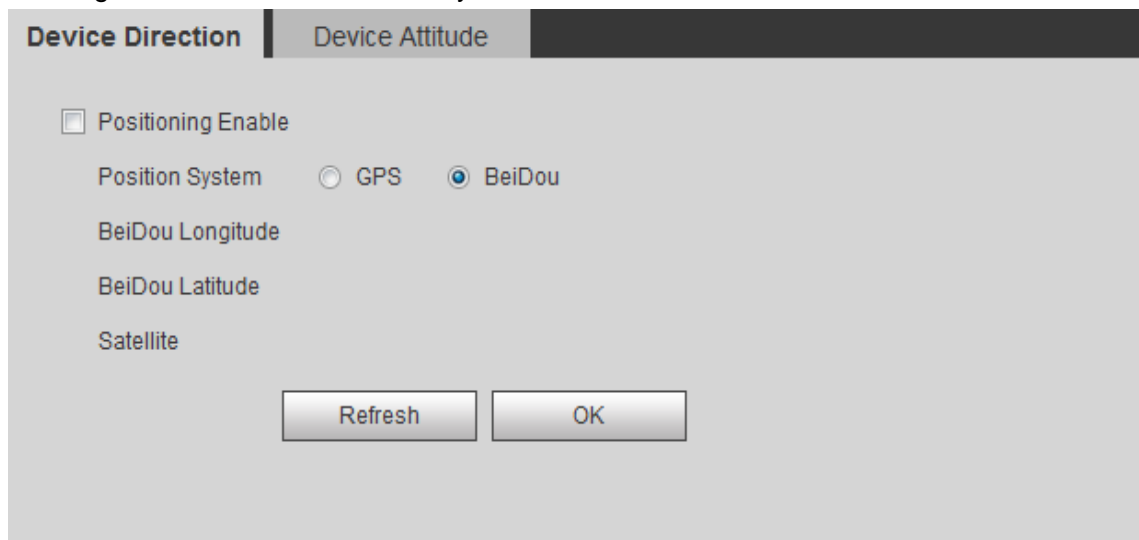 Device Direction Device Attitude
Positioning Enable
Position System GPS BeiDou
BeiDou Longitude
BeiDou Latitude
Satellite
Refresh OK